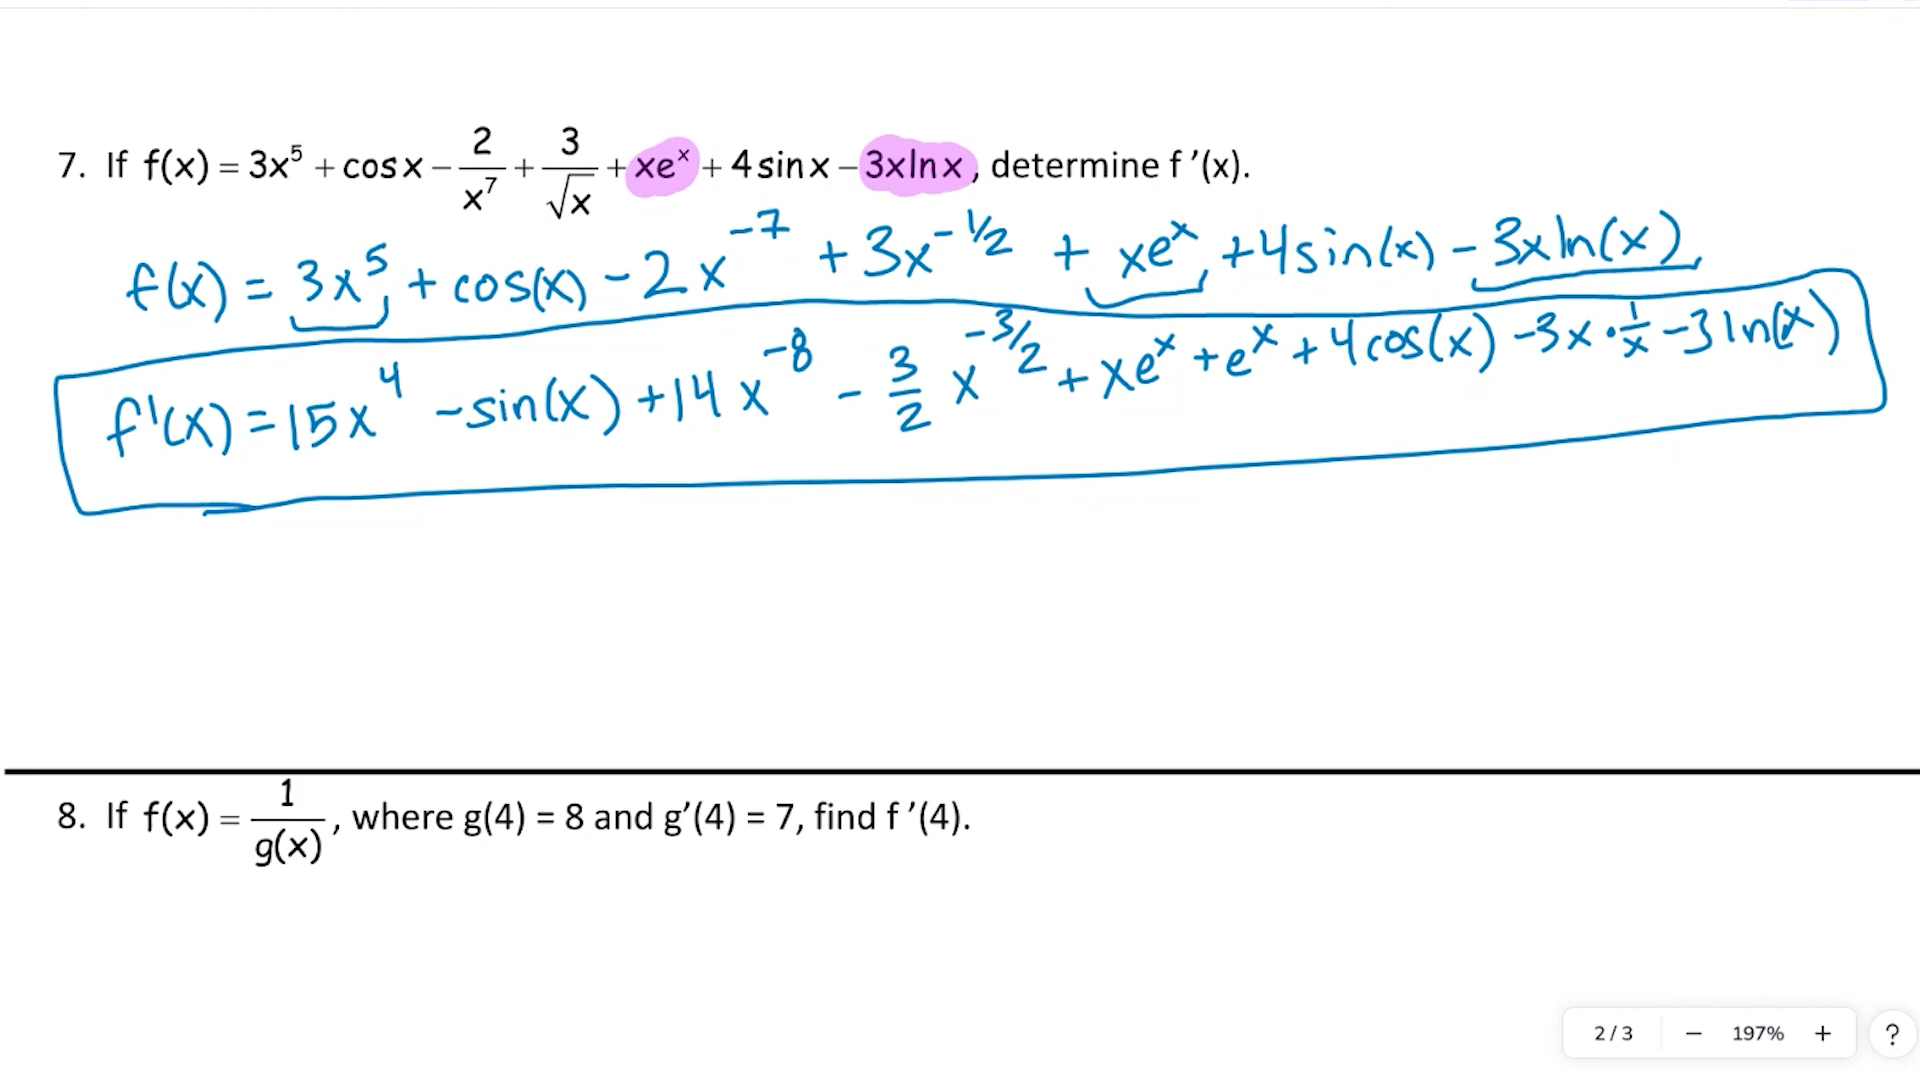 7. If f(x) = 3x⁵ + cos x − 2/x⁷ + 3/√x + xeˣ + 4 sin x − 3x ln x, determine f ’(x).
f(x) = 3x⁵ + cos(x) − 2x⁻⁷ + 3x^(−1/2) + xeˣ + 4sin(x) − 3x ln(x)
f'(x) = 15x⁴ − sin(x) + 14x⁻⁸ − 3/2 x^(−3/2) + xeˣ + eˣ + 4cos(x) − 3x · 1/x − 3 ln(x)
8. If f(x) = 1/g(x), where g(4) = 8 and g’(4) = 7, find f ’(4).
2 / 3 − 197% + ?